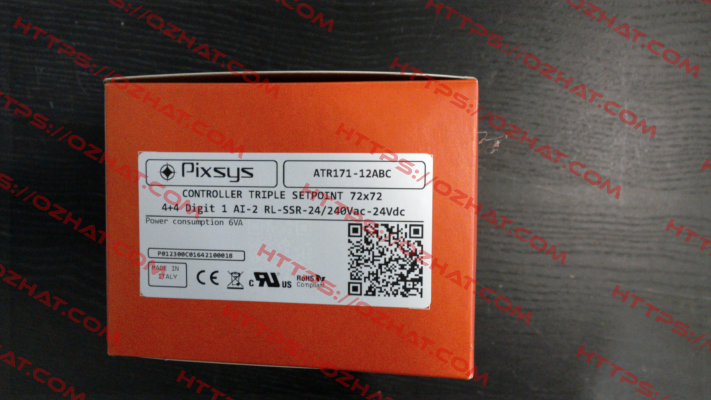 Pixsys
ATR171-12ABC
CONTROLLER TRIPLE SETPOINT 72x72
4+4 Digit 1 AI-2 RL-SSR-24/240Vac-24Vdc
Power consumption 6VA
P012300C01642100018
MADE IN
ITALY
CE
C UL US
RoHS
Compliant
HTTPS://OZHAT.COM